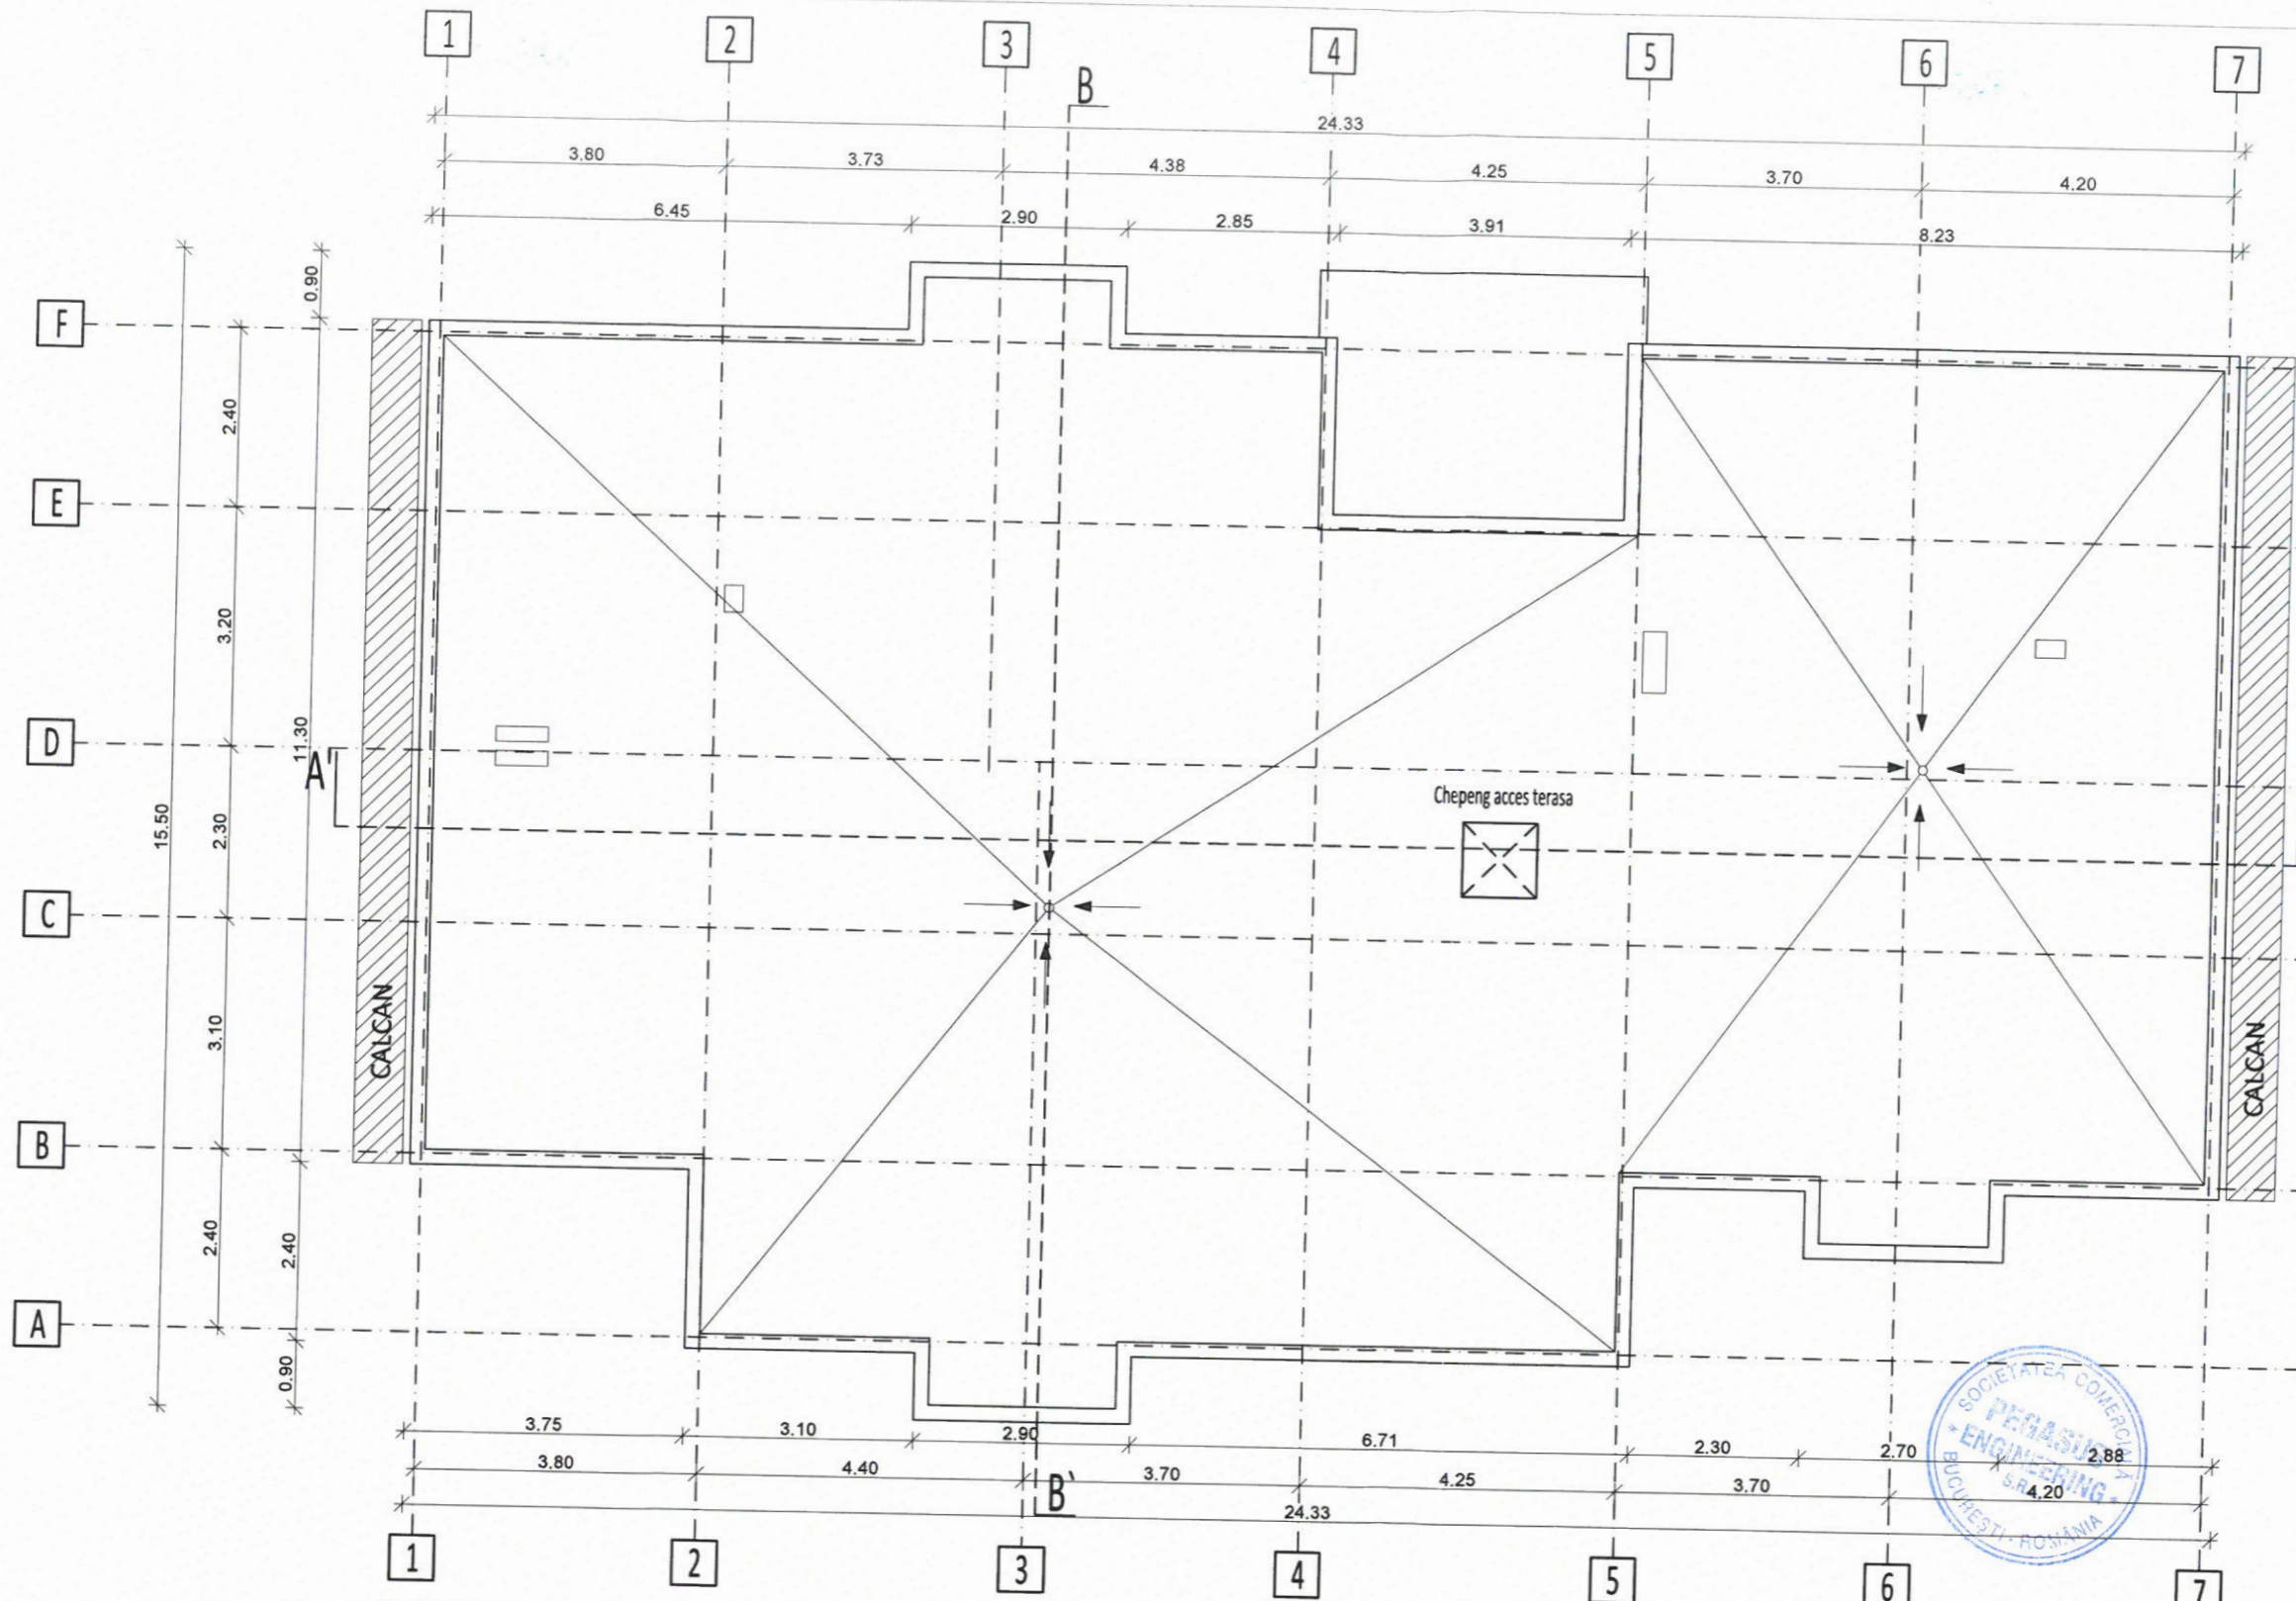 1 2 3 4 5 6 7
B
24.33
3.80 3.73 4.38 4.25 3.70 4.20
6.45 2.90 2.85 3.91 8.23
F
E
D
C
B
A
15.50
2.40
3.20
2.30
3.10
2.40
0.90
11.30
2.40
0.90
A'
CALCAN
Chepeng acces terasa
CALCAN
3.75 3.10 2.90 6.71 2.30 2.70 2.88
3.80 4.40 3.70 4.25 3.70 4.20
24.33
B`
1 2 3 4 5 6 7
SOCIETATEA COMERCIALĂ
PEGASUS
ENGINEERING
BUCUREȘTI - ROMÂNIA